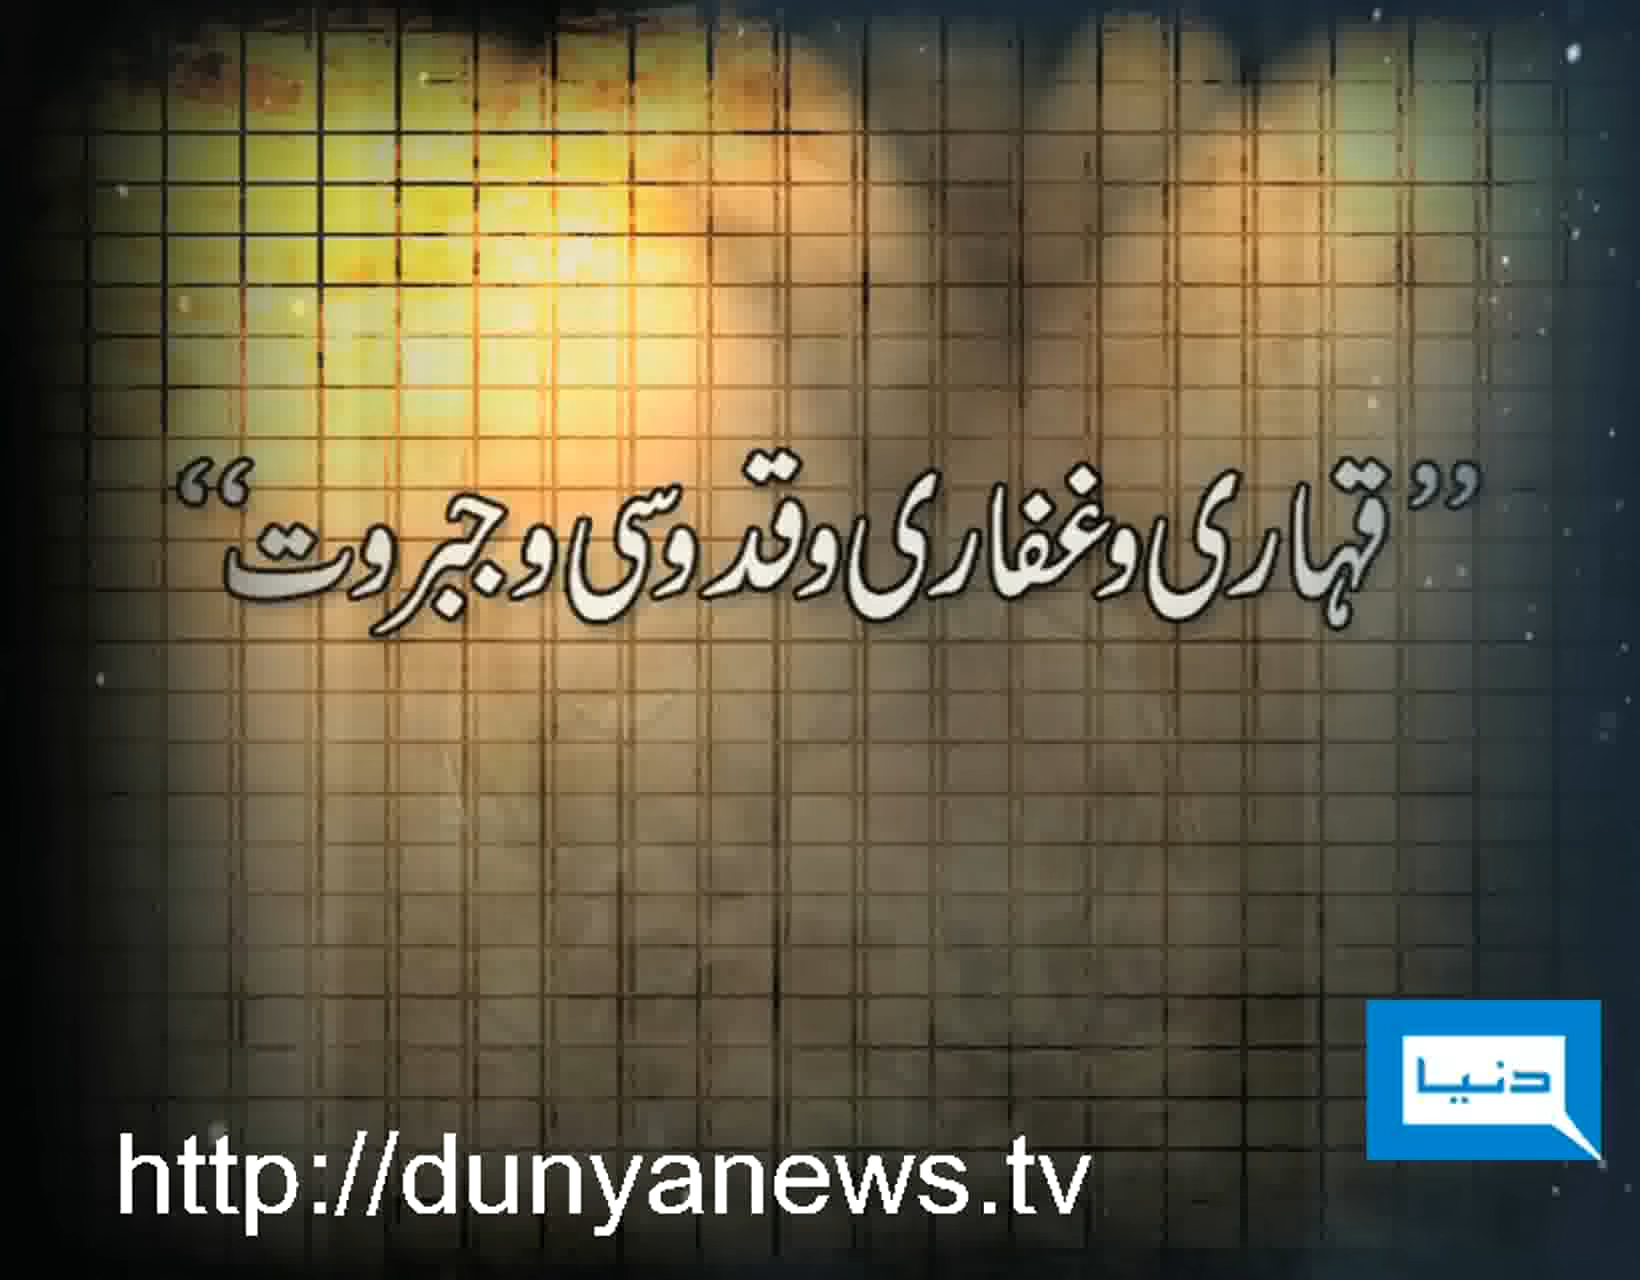 ”قہاری و غفاری و قدوسی و جبروت“
دنیا
http://dunyanews.tv